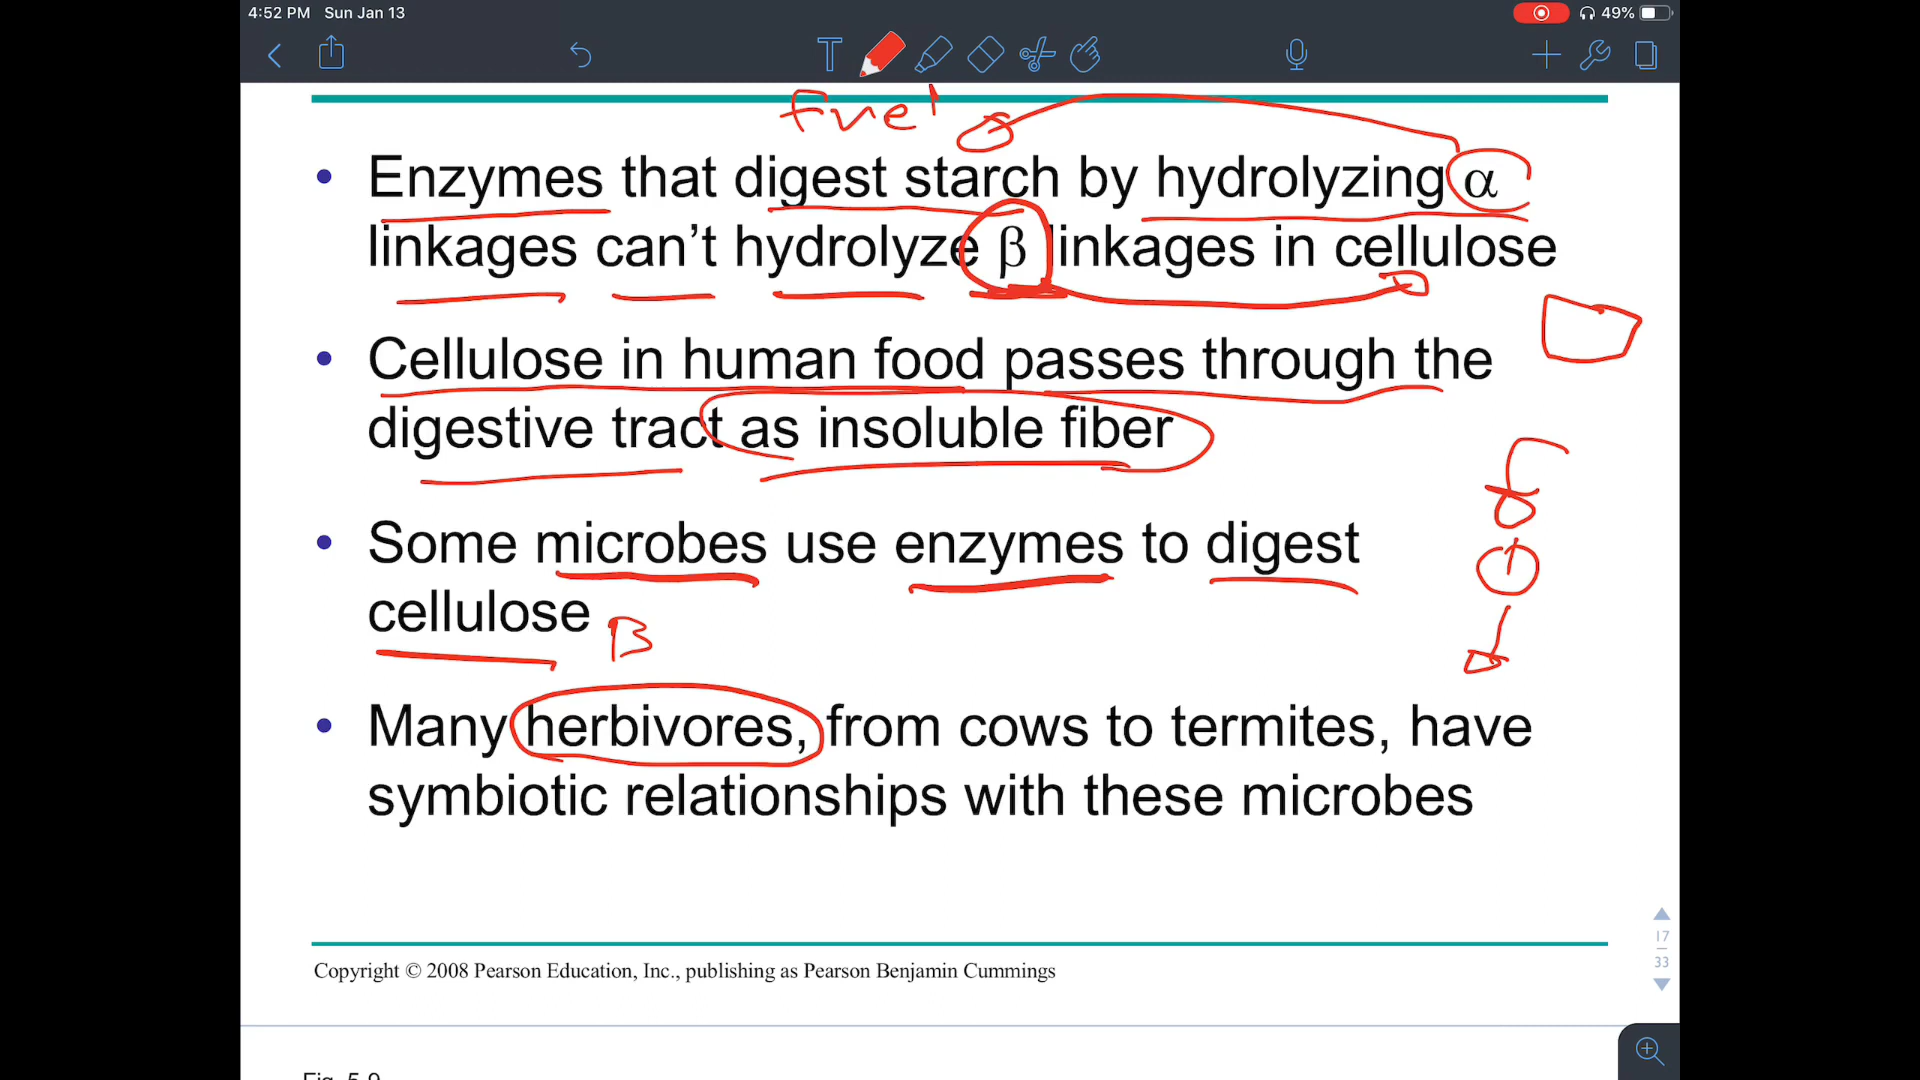 4:52 PM Sun Jan 13
49%
T
Fuel
• Enzymes that digest starch by hydrolyzing α
linkages can’t hydrolyze β linkages in cellulose
• Cellulose in human food passes through the
digestive tract as insoluble fiber
• Some microbes use enzymes to digest
cellulose B
• Many herbivores, from cows to termites, have
symbiotic relationships with these microbes
17
33
Copyright © 2008 Pearson Education, Inc., publishing as Pearson Benjamin Cummings